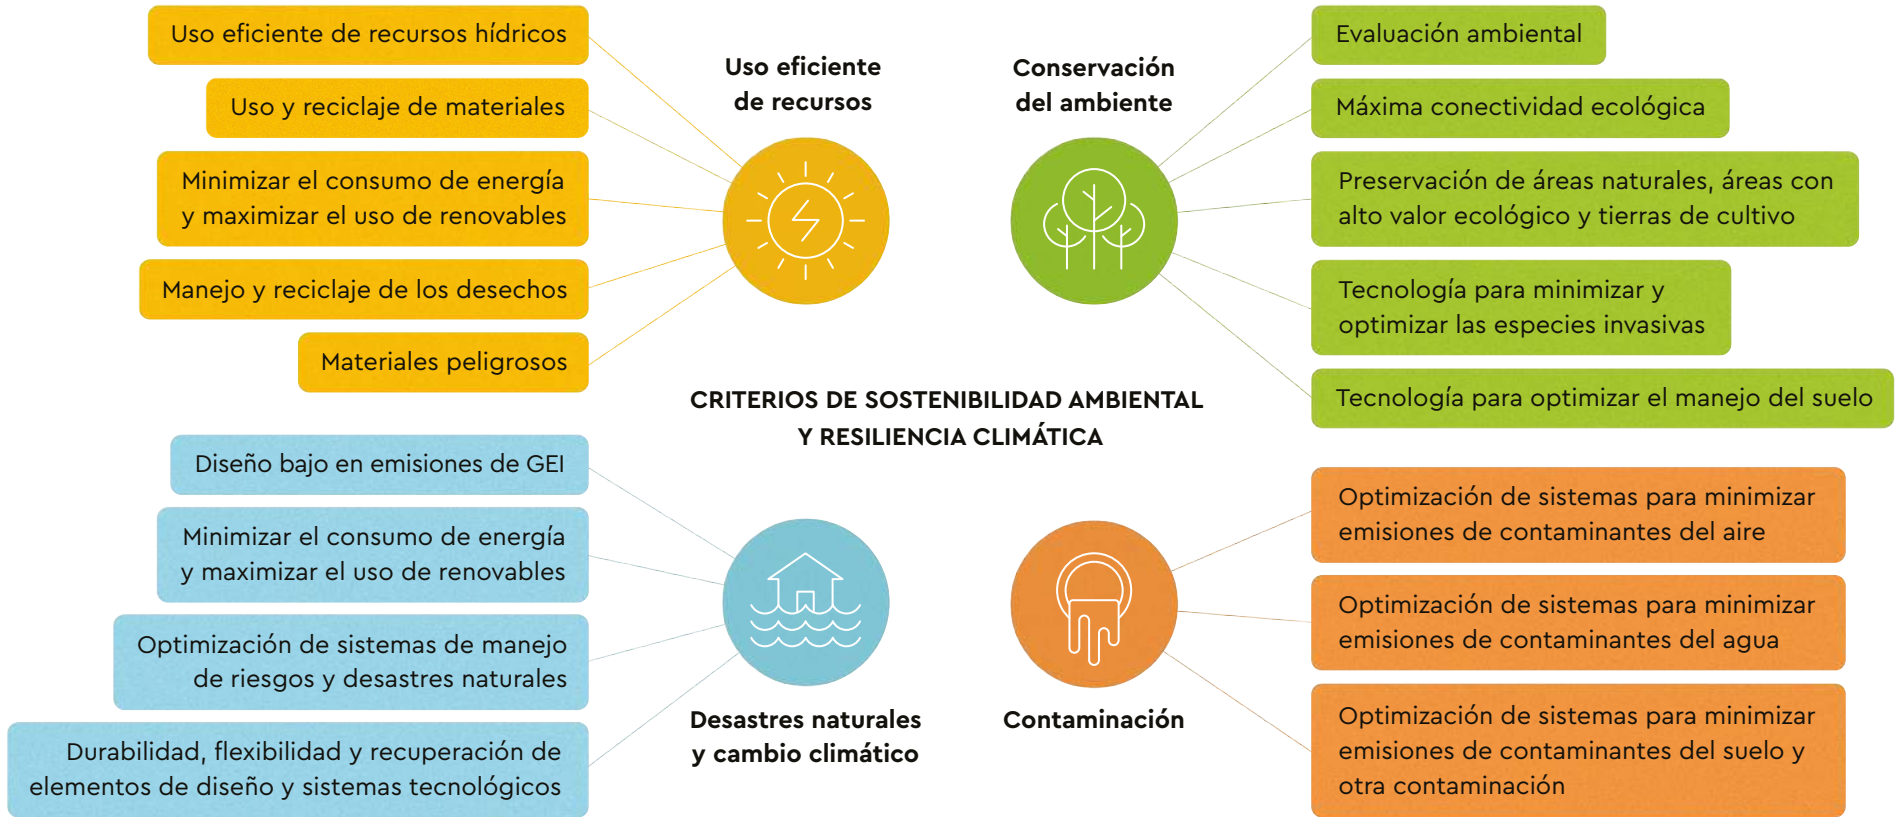 Uso eficiente de recursos hídricos
Uso y reciclaje de materiales
Minimizar el consumo de energía
y maximizar el uso de renovables
Manejo y reciclaje de los desechos
Materiales peligrosos
Uso eficiente
de recursos
Conservación
del ambiente
Evaluación ambiental
Máxima conectividad ecológica
Preservación de áreas naturales, áreas con
alto valor ecológico y tierras de cultivo
Tecnología para minimizar y
optimizar las especies invasivas
Tecnología para optimizar el manejo del suelo
CRITERIOS DE SOSTENIBILIDAD AMBIENTAL
Y RESILIENCIA CLIMÁTICA
Diseño bajo en emisiones de GEI
Minimizar el consumo de energía
y maximizar el uso de renovables
Optimización de sistemas de manejo
de riesgos y desastres naturales
Durabilidad, flexibilidad y recuperación de
elementos de diseño y sistemas tecnológicos
Desastres naturales
y cambio climático
Contaminación
Optimización de sistemas para minimizar
emisiones de contaminantes del aire
Optimización de sistemas para minimizar
emisiones de contaminantes del agua
Optimización de sistemas para minimizar
emisiones de contaminantes del suelo y
otra contaminación